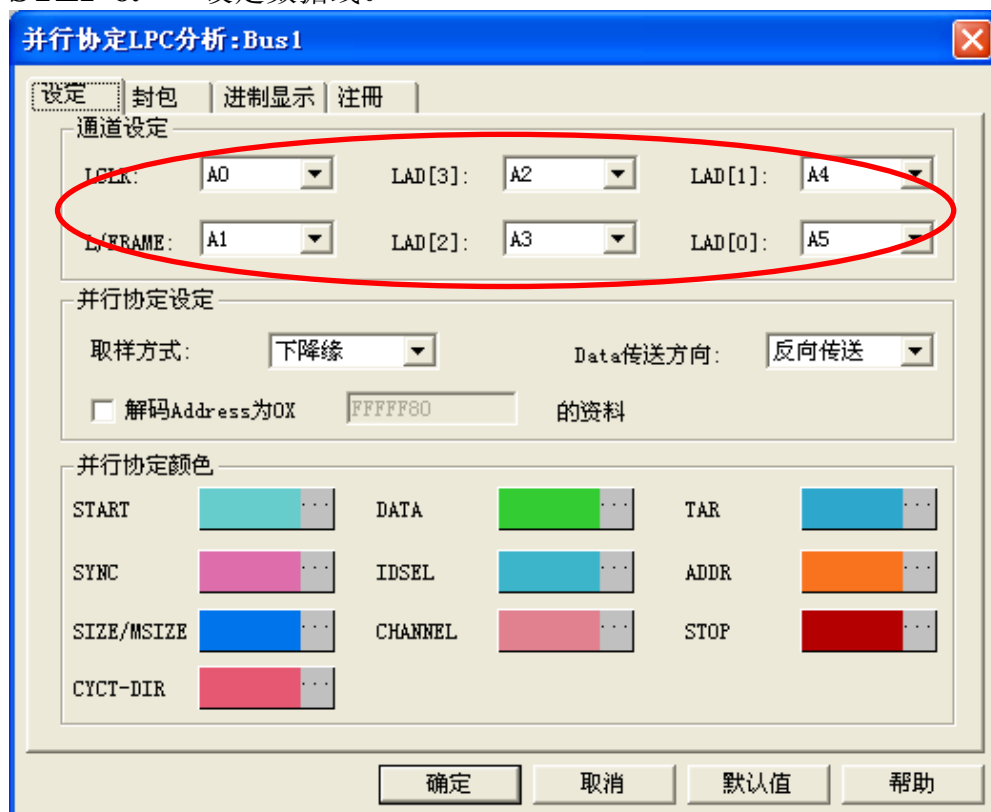 并行协定LPC分析:Bus1
设定 封包 进制显示 注册
通道设定
LCLK: A0 LAD[3]: A2 LAD[1]: A4
L/FRAME: A1 LAD[2]: A3 LAD[0]: A5
并行协定设定
取样方式: 下降缘 Data传送方向: 反向传送
解码Address为0X FFFFF80 的资料
并行协定颜色
START ... DATA ... TAR ...
SYNC ... IDSEL ... ADDR ...
SIZE/MSIZE ... CHANNEL ... STOP ...
CYCT-DIR ...
确定 取消 默认值 帮助